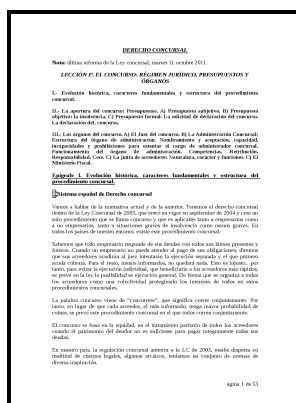 DERECHO CONCURSAL
Nota: última reforma de la Ley concursal, martes 11 octubre 2011.
LECCIÓN 1ª. EL CONCURSO: RÉGIMEN JURÍDICO, PRESUPUESTOS Y
ÓRGANOS
I.- Evolución histórica, caracteres fundamentales y estructura del procedimiento
concursal.
II.- La apertura del concurso: Presupuestos. A) Presupuesto subjetivo. B) Presupuesto
objetivo: la insolvencia. C) Presupuesto formal: La solicitud de declaración del concurso.
La declaración del concurso.
III.- Los órganos del concurso. A) El Juez del concurso. B) La Administración Concursal:
Estructura del órgano de administración. Nombramiento y aceptación, capacidad,
incapacidades y prohibiciones para ostentar el cargo de administrador concursal.
Funcionamiento del órgano de administración. Competencias. Retribución.
Responsabilidad. Cese. C) La junta de acreedores: Naturaleza, carácter y funciones. C) El
Ministerio Fiscal.
Epígrafe I. Evolución histórica, caracteres fundamentales y estructura del
procedimiento concursal.
Sistema español de Derecho concursal
Vamos a hablar de la normativa actual y de la anterior. Tenemos el derecho concursal
dentro de la Ley Concursal de 2003, que entró en vigor en septiembre de 2004 y crea un
solo procedimiento que se llama concurso y que es aplicable tanto a empresarios como
a no empresarios, tanto a situaciones graves de insolvencia como menos graves. En
todos los países de nuestro entorno, existe este procedimiento concursal.
Sabemos que todo empresario responde de sus deudas con todos sus bienes presentes y
futuros. Cuando un empresario no puede atender al pago de sus obligaciones, diremos
que sus acreedores acudirán al juez intentarán la ejecución separada y el que primero
acuda cobrará. Para el resto, menos informados, no quedará nada. Esto es injusto, por
tanto, para evitar la ejecución individual, que beneficiaría a los acreedores más rápidos,
se prevé en la ley la posibilidad de ejecución general. De forma que se organiza a todos
los acreedores como una colectividad protegiendo los intereses de todos en estos
procedimientos concursales.
La palabra concurso viene de “concurrere”, que significa correr conjuntamente. Por
tanto, en lugar de que cada acreedor, el más informado, tenga mayor probabilidad de
cobrar, se prevé este procedimiento concursal en el que todos corren conjuntamente.
El concurso se basa en la equidad, en el tratamiento paritario de todos los acreedores
cuando el patrimonio del deudor no es suficiente para pagar íntegramente todas sus
deudas.
En nuestro país, la regulación concursal anterior a la LC de 2003, estaba dispersa en
multitud de cuerpos legales, algunos arcaicos, teníamos un conjunto de normas de
diversa inspiración.
ágina 1 de 53